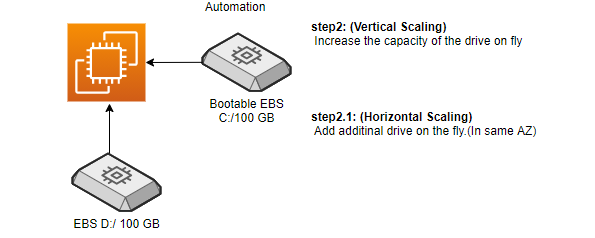 Automation
step2: (Vertical Scaling)
Increase the capacity of the drive on fly
Bootable EBS
C:/100 GB
step2.1: (Horizontal Scaling)
Add additinal drive on the fly.(In same AZ)
EBS D:/ 100 GB